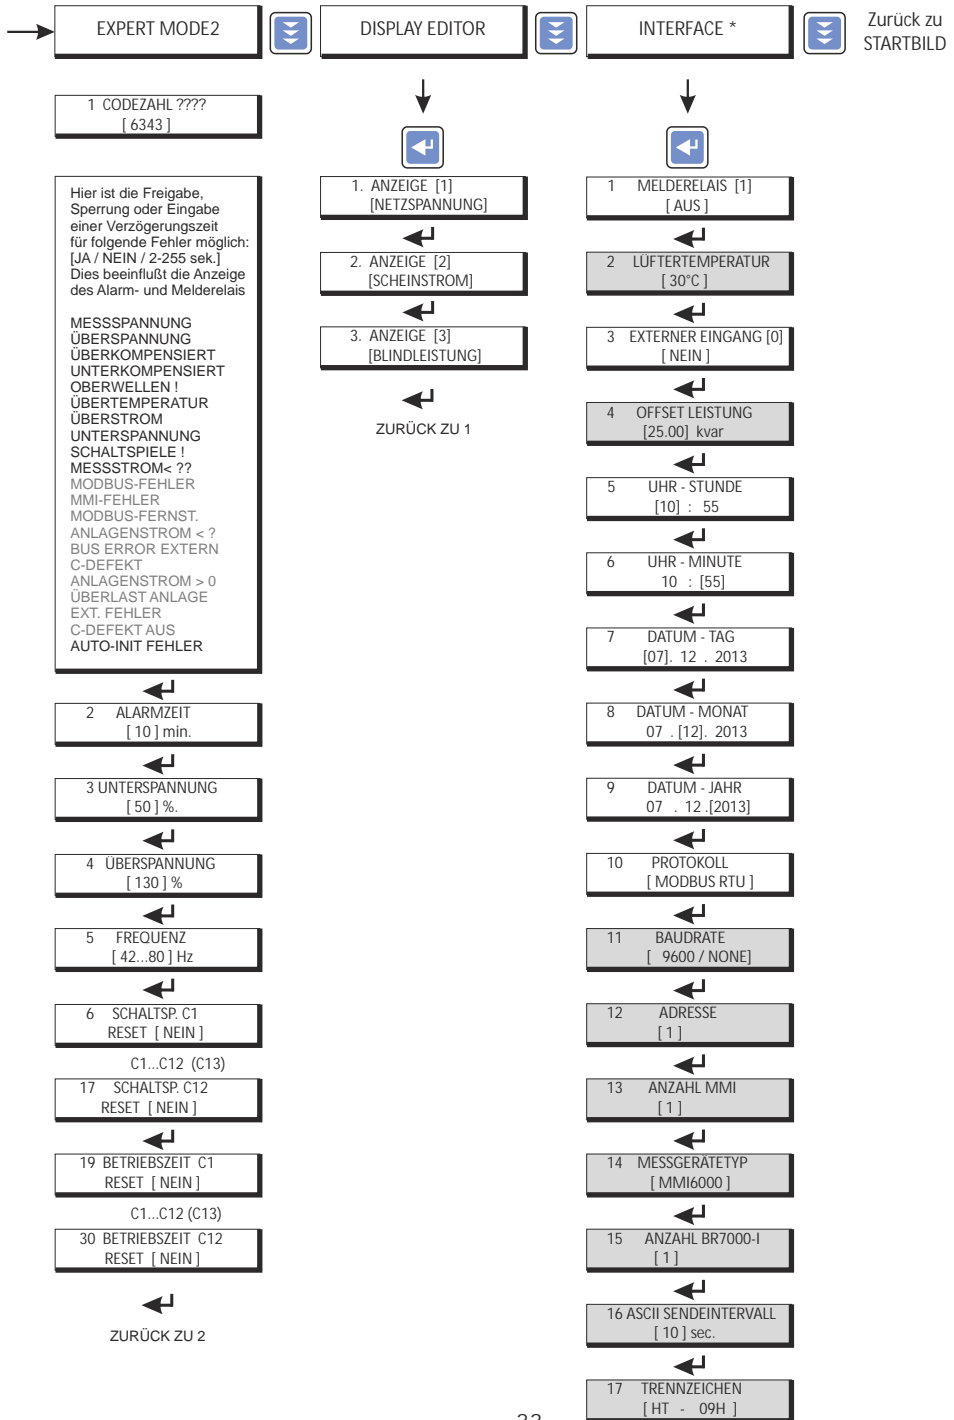 EXPERT MODE2
DISPLAY EDITOR
INTERFACE *
Zurück zu
STARTBILD
1 CODEZAHL ????
[ 6343 ]
Hier ist die Freigabe,
Sperrung oder Eingabe
einer Verzögerungszeit
für folgende Fehler möglich:
[JA / NEIN / 2-255 sek.]
Dies beeinflußt die Anzeige
des Alarm- und Melderelais
MESSSPANNUNG
ÜBERSPANNUNG
ÜBERKOMPENSIERT
UNTERKOMPENSIERT
OBERWELLEN !
ÜBERTEMPERATUR
ÜBERSTROM
UNTERSPANNUNG
SCHALTSPIELE !
MESSSTROM< ??
MODBUS-FEHLER
MMI-FEHLER
MODBUS-FERNST.
ANLAGENSTROM < ?
BUS ERROR EXTERN
C-DEFEKT
ANLAGENSTROM > 0
ÜBERLAST ANLAGE
EXT. FEHLER
C-DEFEKT AUS
AUTO-INIT FEHLER
2 ALARMZEIT
[ 10 ] min.
3 UNTERSPANNUNG
[ 50 ] %.
4 ÜBERSPANNUNG
[ 130 ] %
5 FREQUENZ
[ 42...80 ] Hz
6 SCHALTSP. C1
RESET [ NEIN ]
C1...C12 (C13)
17 SCHALTSP. C12
RESET [ NEIN ]
19 BETRIEBSZEIT C1
RESET [ NEIN ]
C1...C12 (C13)
30 BETRIEBSZEIT C12
RESET [ NEIN ]
ZURÜCK ZU 2
1. ANZEIGE [1]
[NETZSPANNUNG]
2. ANZEIGE [2]
[SCHEINSTROM]
3. ANZEIGE [3]
[BLINDLEISTUNG]
ZURÜCK ZU 1
1 MELDERELAIS [1]
[ AUS ]
2 LÜFTERTEMPERATUR
[ 30°C ]
3 EXTERNER EINGANG [0]
[ NEIN ]
4 OFFSET LEISTUNG
[25.00] kvar
5 UHR - STUNDE
[10] : 55
6 UHR - MINUTE
10 : [55]
7 DATUM - TAG
[07]. 12 . 2013
8 DATUM - MONAT
07 . [12]. 2013
9 DATUM - JAHR
07 . 12 .[2013]
10 PROTOKOLL
[ MODBUS RTU ]
11 BAUDRATE
[ 9600 / NONE]
12 ADRESSE
[ 1 ]
13 ANZAHL MMI
[ 1 ]
14 MESSGERÄTETYP
[ MMI6000 ]
15 ANZAHL BR7000-I
[ 1 ]
16 ASCII SENDEINTERVALL
[ 10 ] sec.
17 TRENNZEICHEN
[ HT - 09H ]